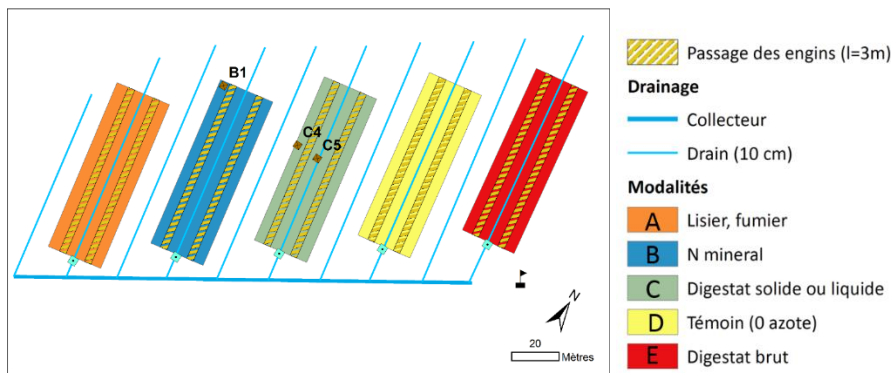 B1
C4
C5
N
20
Mètres
Passage des engins (l=3m)
Drainage
Collecteur
Drain (10 cm)
Modalités
A Lisier, fumier
B N mineral
C Digestat solide ou liquide
D Témoin (0 azote)
E Digestat brut